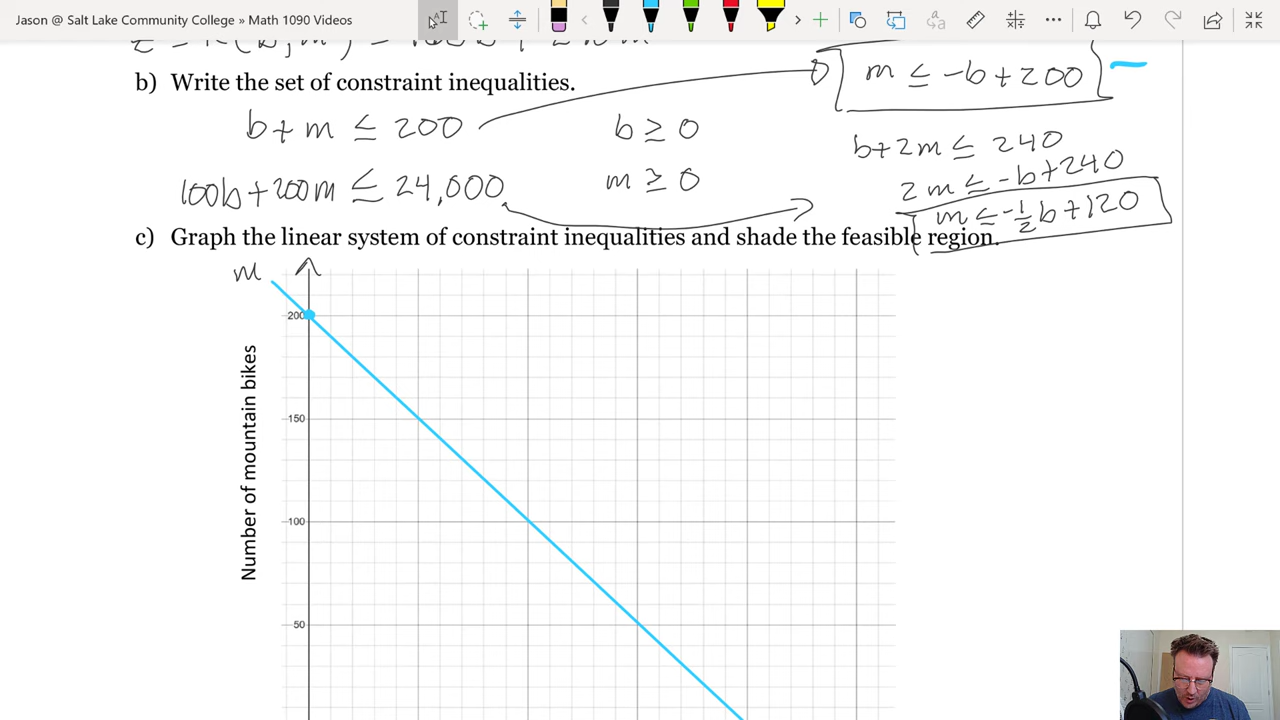 Jason @ Salt Lake Community College » Math 1090 Videos
b) Write the set of constraint inequalities.
m ≤ -b + 200
b + m ≤ 200
b ≥ 0
b + 2m ≤ 240
100b + 200m ≤ 24,000
m ≥ 0
2m ≤ -b + 240
m ≤ -1/2 b + 120
c) Graph the linear system of constraint inequalities and shade the feasible region.
m
200
150
100
50
Number of mountain bikes